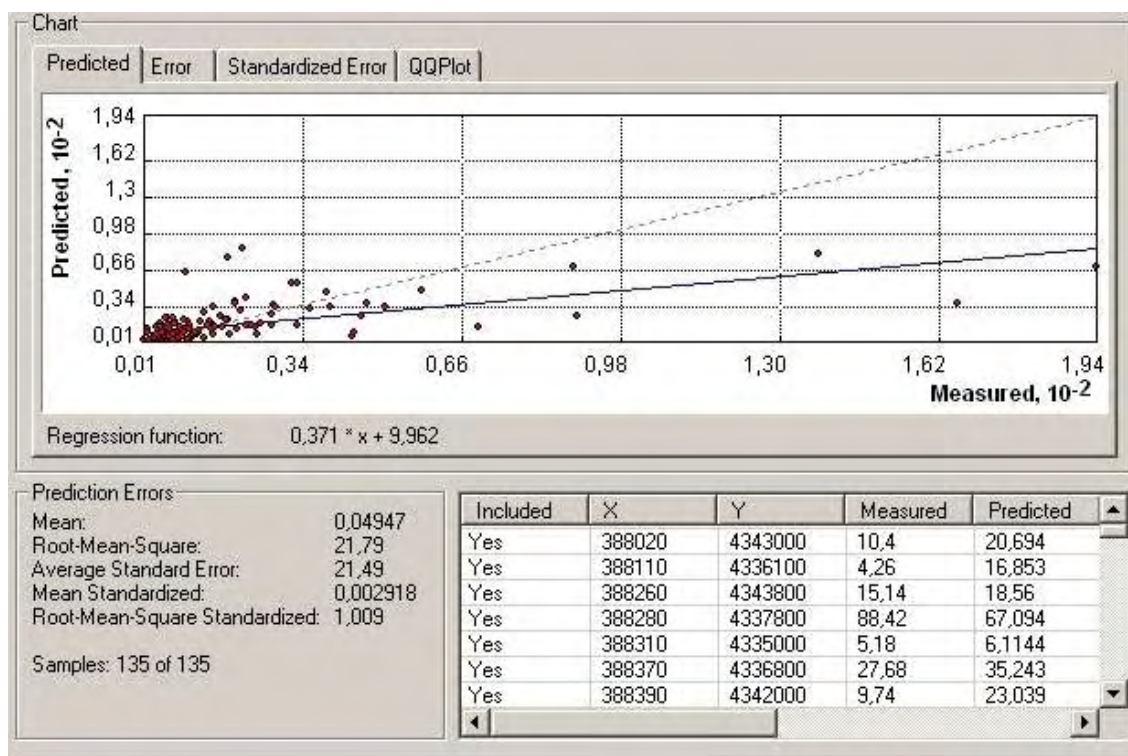 Chart
Predicted Error Standardized Error QQPlot
Predicted, 10-2
1,94
1,62
1,3
0,98
0,66
0,34
0,01
0,01 0,34 0,66 0,98 1,30 1,62 1,94
Measured, 10-2
Regression function: 0,371 * x + 9,962
Prediction Errors
Mean: 0,04947
Root-Mean-Square: 21,79
Average Standard Error: 21,49
Mean Standardized: 0,002918
Root-Mean-Square Standardized: 1,009
Samples: 135 of 135
Included X Y Measured Predicted
Yes 388020 4343000 10,4 20,694
Yes 388110 4336100 4,26 16,853
Yes 388260 4343800 15,14 18,56
Yes 388280 4337800 88,42 67,094
Yes 388310 4335000 5,18 6,1144
Yes 388370 4336800 27,68 35,243
Yes 388390 4342000 9,74 23,039